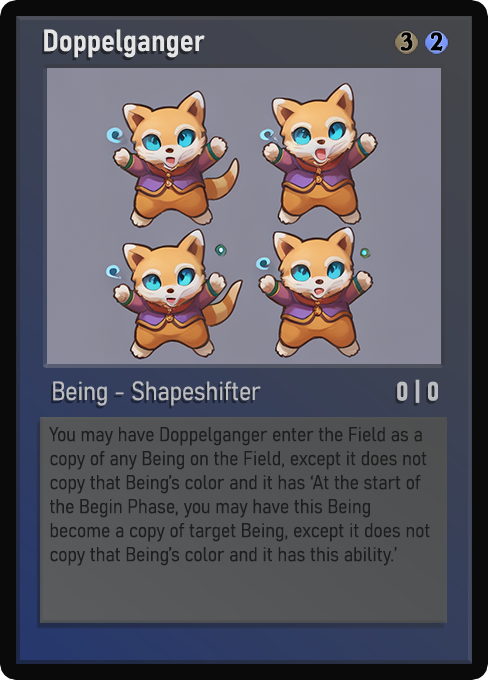 Doppelganger 3 2
Being - Shapeshifter 0|0
You may have Doppelganger enter the Field as a
copy of any Being on the Field, except it does not
copy that Being's color and it has 'At the start of
the Begin Phase, you may have this Being
become a copy of target Being, except it does not
copy that Being's color and it has this ability.'